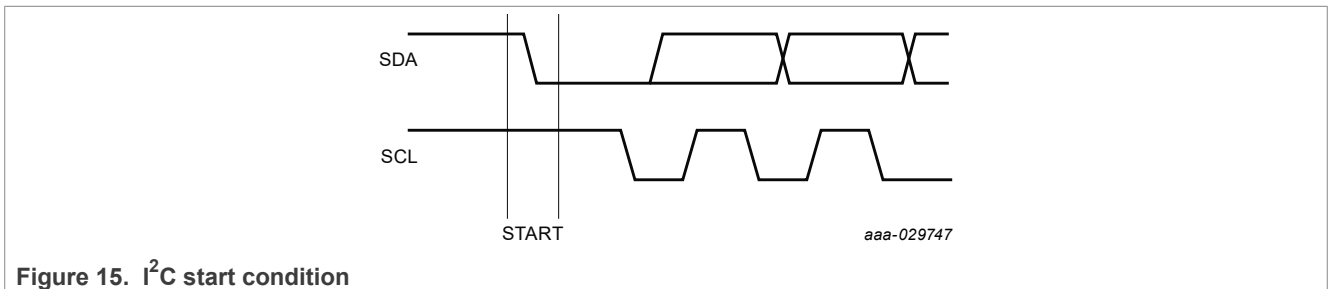 SDA
SCL
START
aaa-029747
Figure 15. I²C start condition